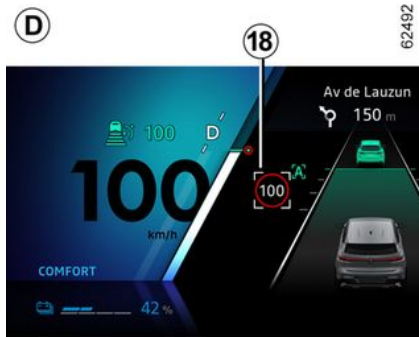 D
18
62492
Av de Lauzun
150 m
100
D
A
100
100
km/h
COMFORT
42 %